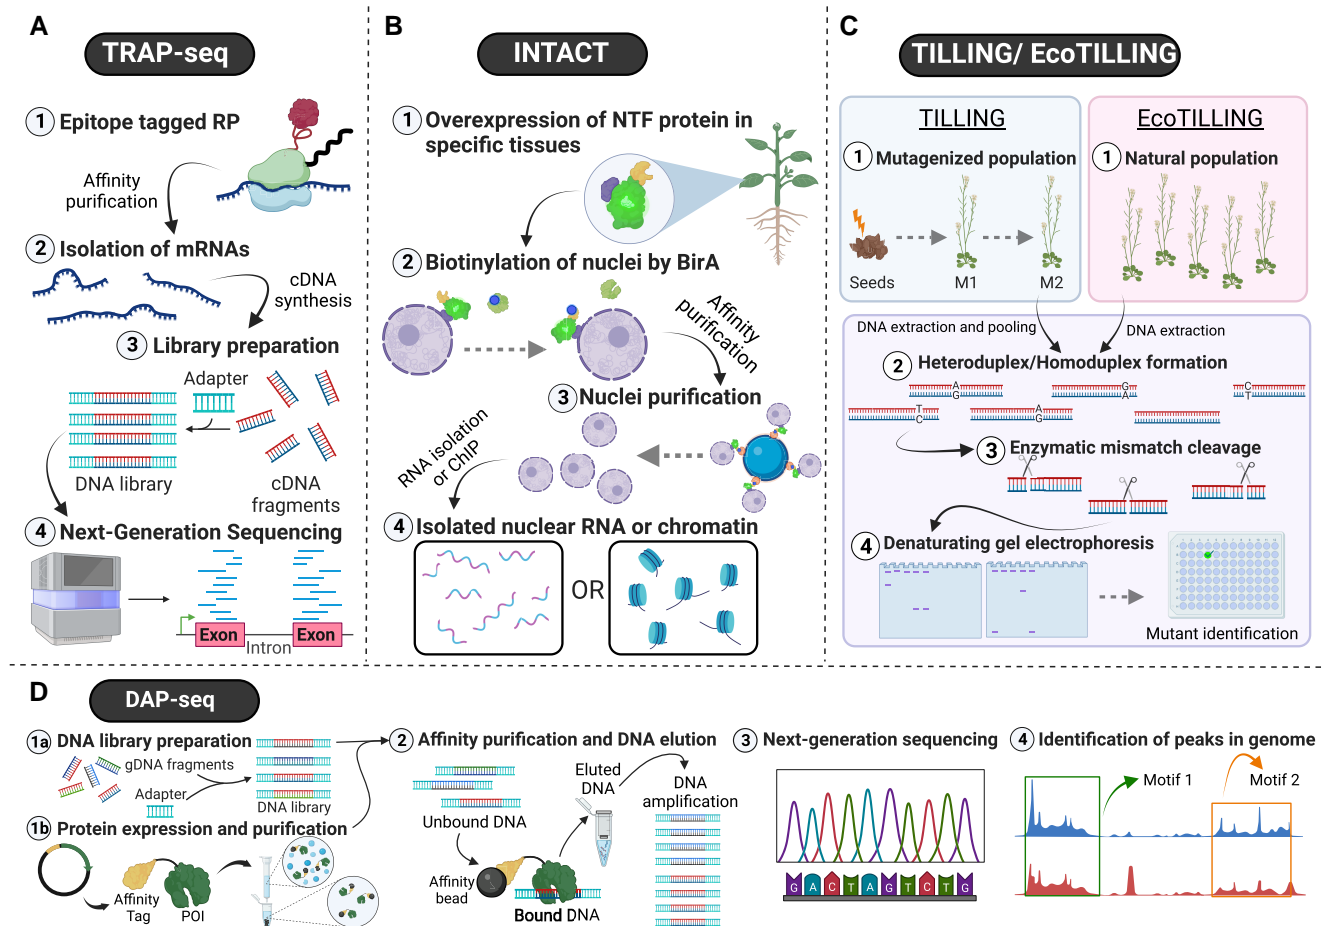 A
TRAP-seq
1 Epitope tagged RP
Affinity
purification
2 Isolation of mRNAs
cDNA
synthesis
3 Library preparation
Adapter
DNA library
cDNA
fragments
4 Next-Generation Sequencing
Exon
Intron
Exon
B
INTACT
1 Overexpression of NTF protein in
specific tissues
2 Biotinylation of nuclei by BirA
Affinity
purification
3 Nuclei purification
RNA isolation
or ChIP
4 Isolated nuclear RNA or chromatin
OR
C
TILLING/ EcoTILLING
TILLING
1 Mutagenized population
Seeds
M1
M2
EcoTILLING
1 Natural population
DNA extraction and pooling
DNA extraction
2 Heteroduplex/Homoduplex formation
A
G
G
A
C
T
T
C
A
G
3 Enzymatic mismatch cleavage
4 Denaturating gel electrophoresis
Mutant identification
D
DAP-seq
1a DNA library preparation
gDNA fragments
Adapter
DNA library
1b Protein expression and purification
Affinity
Tag
POI
2 Affinity purification and DNA elution
Eluted
DNA
DNA
amplification
Unbound DNA
Affinity
bead
Bound DNA
3 Next-generation sequencing
G A C T A G T C T G
4 Identification of peaks in genome
Motif 1
Motif 2